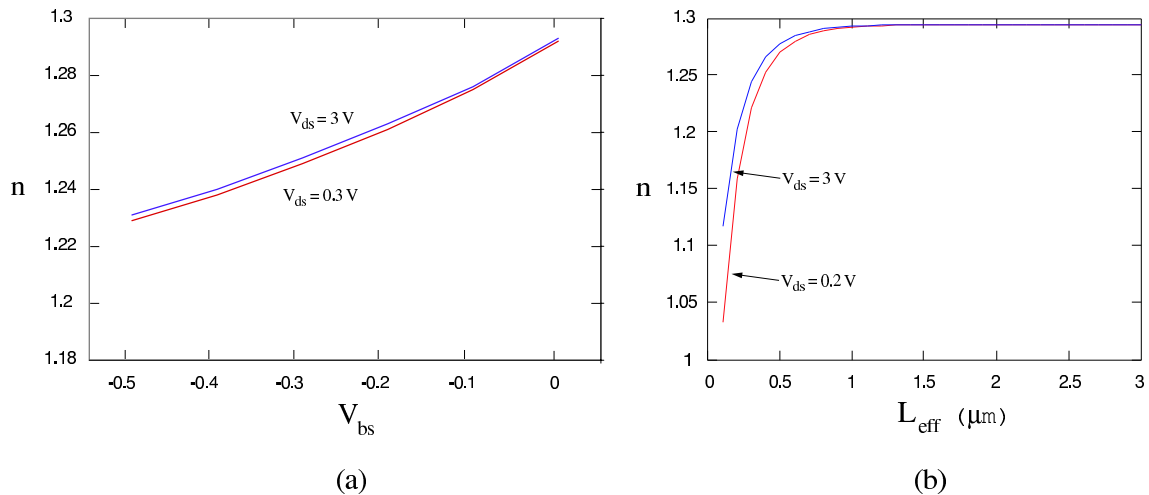 1.3
1.28
1.26
1.24
1.22
1.2
1.18
n
V_ds = 3 V
V_ds = 0.3 V
-0.5 -0.4 -0.3 -0.2 -0.1 0
V_bs
(a)
1.3
1.25
1.2
1.15
1.1
1.05
1
n
V_ds = 3 V
V_ds = 0.2 V
0 0.5 1 1.5 2 2.5 3
L_eff (μm)
(b)